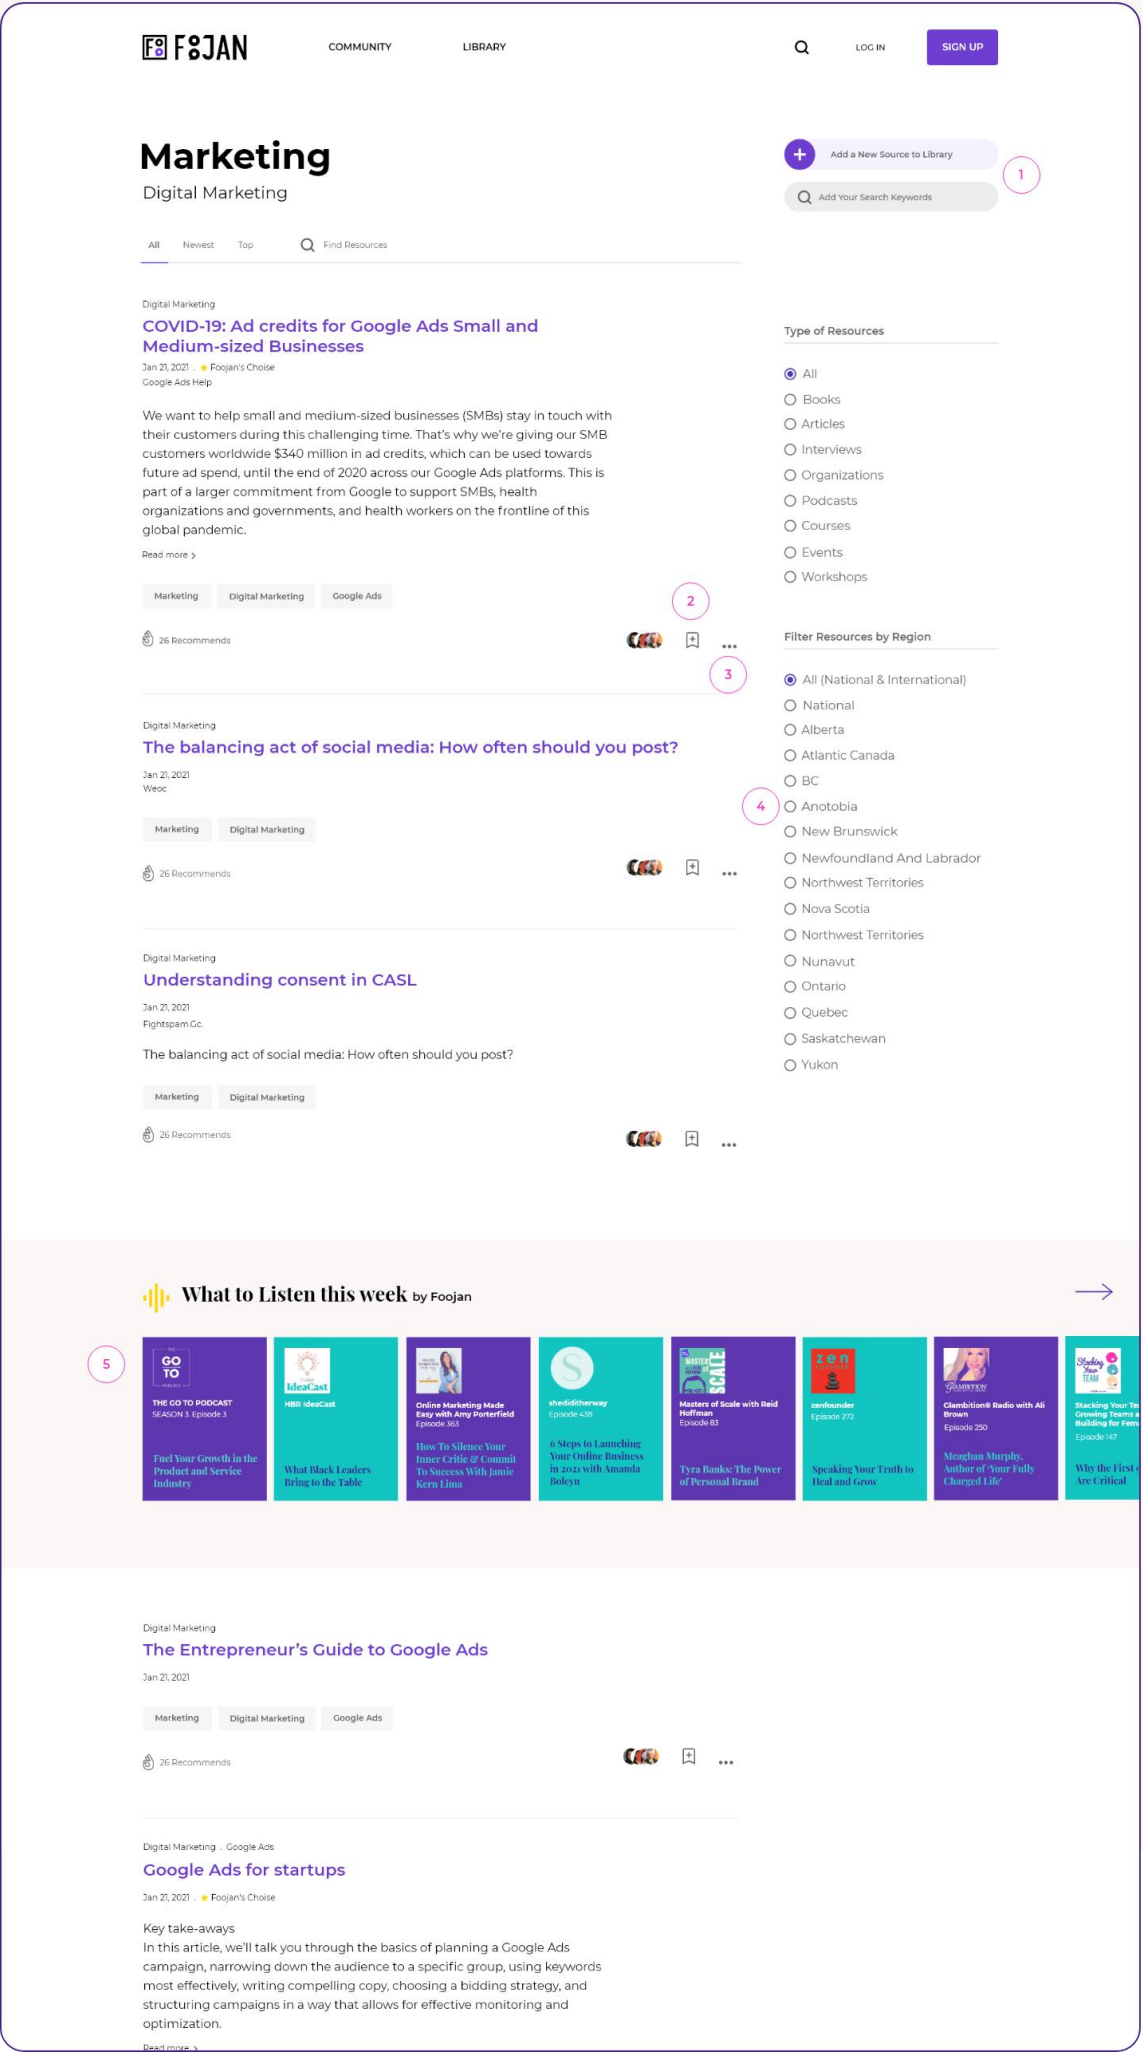 FOOJAN
COMMUNITY
LIBRARY
LOG IN
SIGN UP
Marketing
Digital Marketing
Add a New Source to Library
1
Add Your Search Keywords
All
Newest
Top
Find Resources
Digital Marketing
COVID-19: Ad credits for Google Ads Small and
Medium-sized Businesses
Jan 21, 2021 . Foojan's Choise
Google Ads Help
We want to help small and medium-sized businesses (SMBs) stay in touch with
their customers during this challenging time. That's why we're giving our SMB
customers worldwide $340 million in ad credits, which can be used towards
future ad spend, until the end of 2020 across our Google Ads platforms. This is
part of a larger commitment from Google to support SMBs, health
organizations and governments, and health workers on the frontline of this
global pandemic.
Read more >
Marketing
Digital Marketing
Google Ads
2
26 Recommends
3
Digital Marketing
The balancing act of social media: How often should you post?
Jan 21, 2021
Weoc
Marketing
Digital Marketing
26 Recommends
Digital Marketing
Understanding consent in CASL
Jan 21, 2021
Fightspam.Gc.
The balancing act of social media: How often should you post?
Marketing
Digital Marketing
26 Recommends
Type of Resources
All
Books
Articles
Interviews
Organizations
Podcasts
Courses
Events
Workshops
Filter Resources by Region
All (National & International)
National
Alberta
Atlantic Canada
BC
4
Anotobia
New Brunswick
Newfoundland And Labrador
Northwest Territories
Nova Scotia
Northwest Territories
Nunavut
Ontario
Quebec
Saskatchewan
Yukon
What to Listen this week by Foojan
5
GO
TO
THE GO TO PODCAST
SEASON 3. Episode 3
Fuel Your Growth in the
Product and Service
Industry
IdeaCast
HBR IdeaCast
What Black Leaders
Bring to the Table
Online Marketing Made
Easy with Amy Porterfield
Episode 363
How To Silence Your
Inner Critic & Commit
To Success With Jamie
Kern Lima
S
shediditherway
Episode 438
6 Steps to Launching
Your Online Business
in 2021 with Amanda
Boleyn
MASTERS
of
SCALE
Masters of Scale with Reid
Hoffman
Episode 83
Tyra Banks: The Power
of Personal Brand
zen
FOUNDER
zenfounder
Episode 272
Speaking Your Truth to
Heal and Grow
GLAMBITION
Clambition® Radio with Ali
Brown
Episode 250
Meaghan Murphy,
Author of 'Your Fully
Charged Life'
Stacking
Your
TEAM
Stacking Your Te
Growing Teams a
Building for Fem
Episode 147
Why the First
Are Critical
Digital Marketing
The Entrepreneur's Guide to Google Ads
Jan 21, 2021
Marketing
Digital Marketing
Google Ads
26 Recommends
Digital Marketing . Google Ads
Google Ads for startups
Jan 21, 2021 . Foojan's Choise
Key take-aways
In this article, we'll talk you through the basics of planning a Google Ads
campaign, narrowing down the audience to a specific group, using keywords
most effectively, writing compelling copy, choosing a bidding strategy, and
structuring campaigns in a way that allows for effective monitoring and
optimization.
Read more >